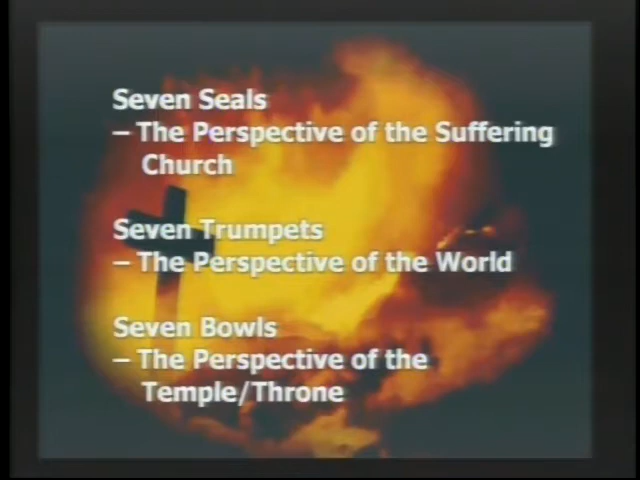 Seven Seals
– The Perspective of the Suffering
Church
Seven Trumpets
– The Perspective of the World
Seven Bowls
– The Perspective of the
Temple/Throne